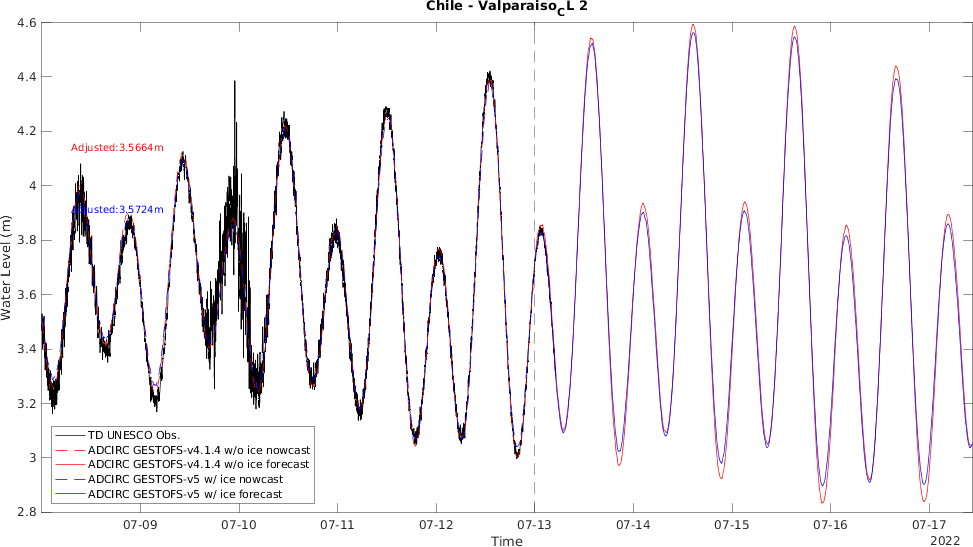 Chile - Valparaiso_CL 2
4.6
4.4
4.2
4
3.8
3.6
3.4
3.2
3
2.8
Water Level (m)
Adjusted:3.5664m
Adjusted:3.5724m
TD UNESCO Obs.
ADCIRC GESTOFS-v4.1.4 w/o ice nowcast
ADCIRC GESTOFS-v4.1.4 w/o ice forecast
ADCIRC GESTOFS-v5 w/ ice nowcast
ADCIRC GESTOFS-v5 w/ ice forecast
07-09 07-10 07-11 07-12 07-13 07-14 07-15 07-16 07-17
Time
2022